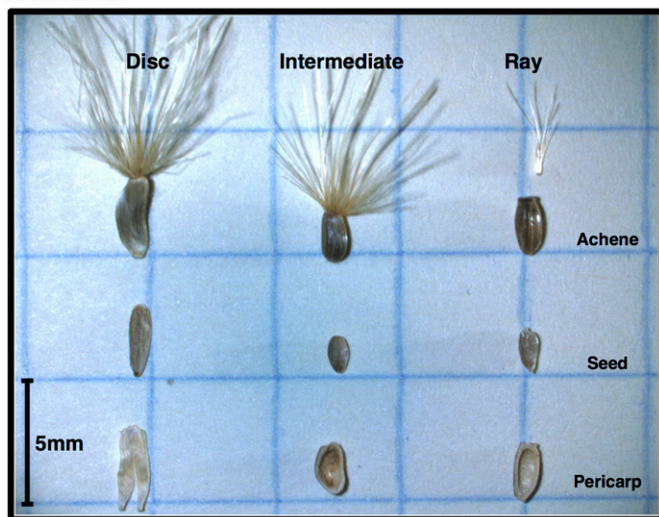 Disc
Intermediate
Ray
Achene
Seed
5mm
Pericarp